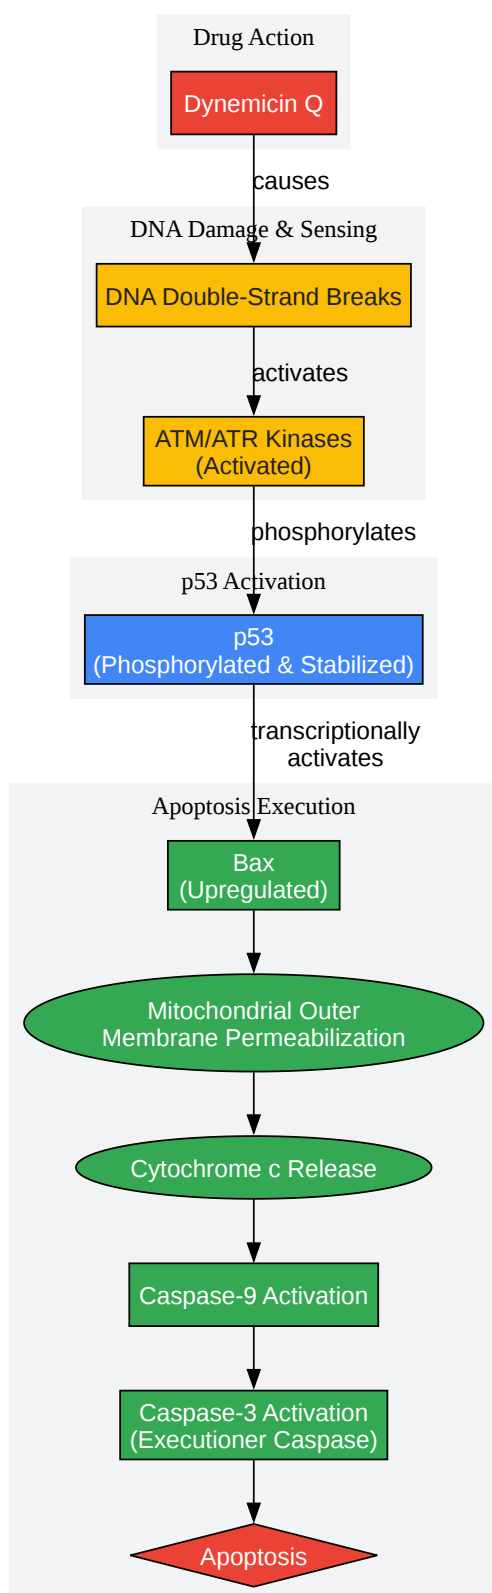 Drug Action
Dynemicin Q
causes
DNA Damage & Sensing
DNA Double-Strand Breaks
activates
ATM/ATR Kinases
(Activated)
phosphorylates
p53 Activation
p53
(Phosphorylated & Stabilized)
transcriptionally
activates
Apoptosis Execution
Bax
(Upregulated)
Mitochondrial Outer
Membrane Permeabilization
Cytochrome c Release
Caspase-9 Activation
Caspase-3 Activation
(Executioner Caspase)
Apoptosis